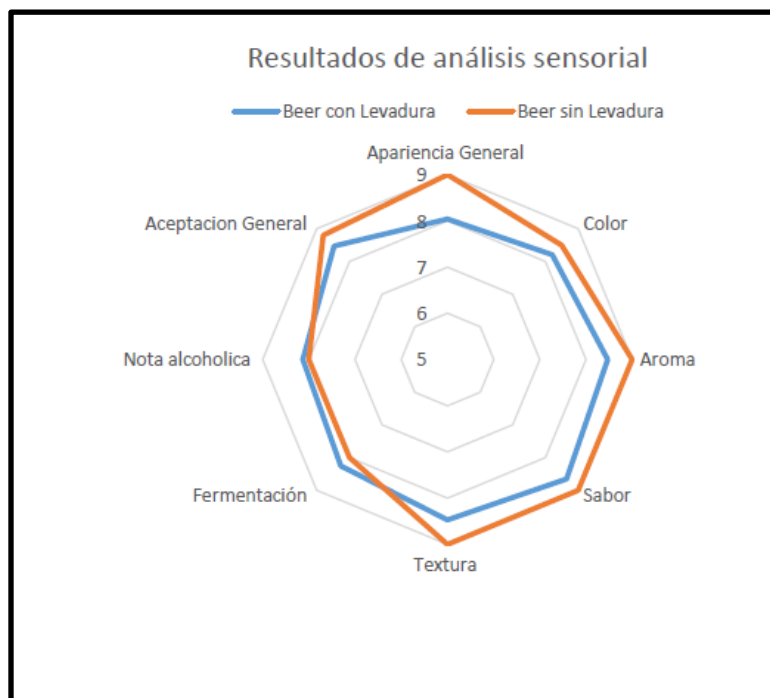 Resultados de análisis sensorial
Beer con Levadura
Beer sin Levadura
Apariencia General
9
Aceptacion General
8
Color
7
6
Nota alcoholica
5
Aroma
Fermentación
Sabor
Textura